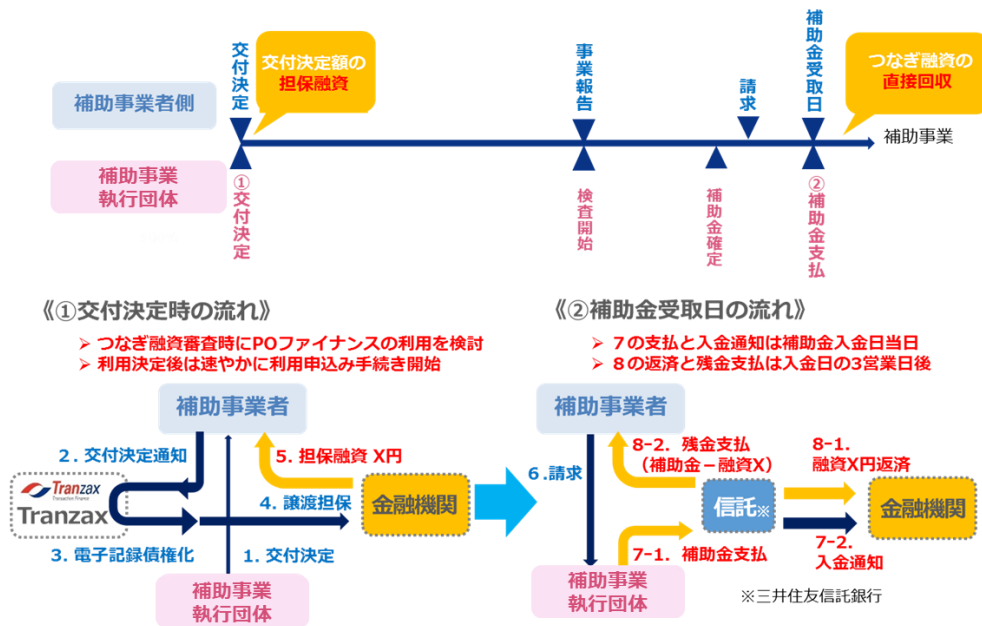 交付決定
交付決定額の
担保融資
事業報告
請求
補助金受取日
つなぎ融資の
直接回収
補助事業者側
補助事業
補助事業
執行団体
①交付決定
検査開始
補助金確定
②補助金支払
《①交付決定時の流れ》
➢ つなぎ融資審査時にPOファイナンスの利用を検討
➢ 利用決定後は速やかに利用申込み手続き開始
補助事業者
2. 交付決定通知
5. 担保融資 X円
Tranzax
Transaction Finance
Tranzax
4. 譲渡担保
金融機関
3. 電子記録債権化
1. 交付決定
補助事業
執行団体
《②補助金受取日の流れ》
➢ 7の支払と入金通知は補助金入金日当日
➢ 8の返済と残金支払は入金日の3営業日後
補助事業者
8-2. 残金支払
(補助金-融資X)
8-1.
融資X円返済
6.請求
信託※
金融機関
7-1. 補助金支払
7-2.
入金通知
補助事業
執行団体
※三井住友信託銀行